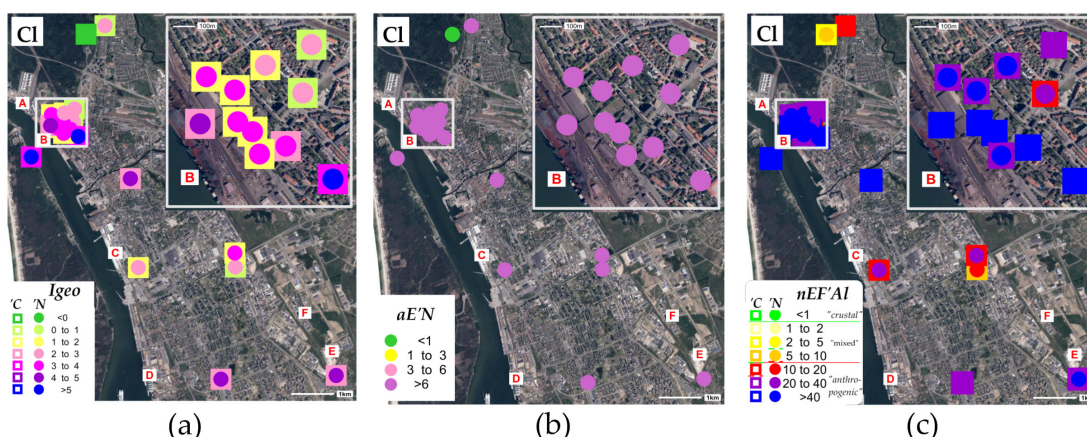 Cl
100m
A
B
B
C
F
E
D
Igeo
'C 'N
<0
0 to 1
1 to 2
2 to 3
3 to 4
4 to 5
>5
1km
(a)
Cl
100m
A
B
B
C
F
E
D
aE'N
<1
1 to 3
3 to 6
>6
1km
(b)
Cl
100m
A
B
B
C
F
E
D
nEF'Al
'C 'N
<1 "crustal"
1 to 2
2 to 5 "mixed"
5 to 10
10 to 20
20 to 40 "anthro-
>40 pogenic"
1km
(c)